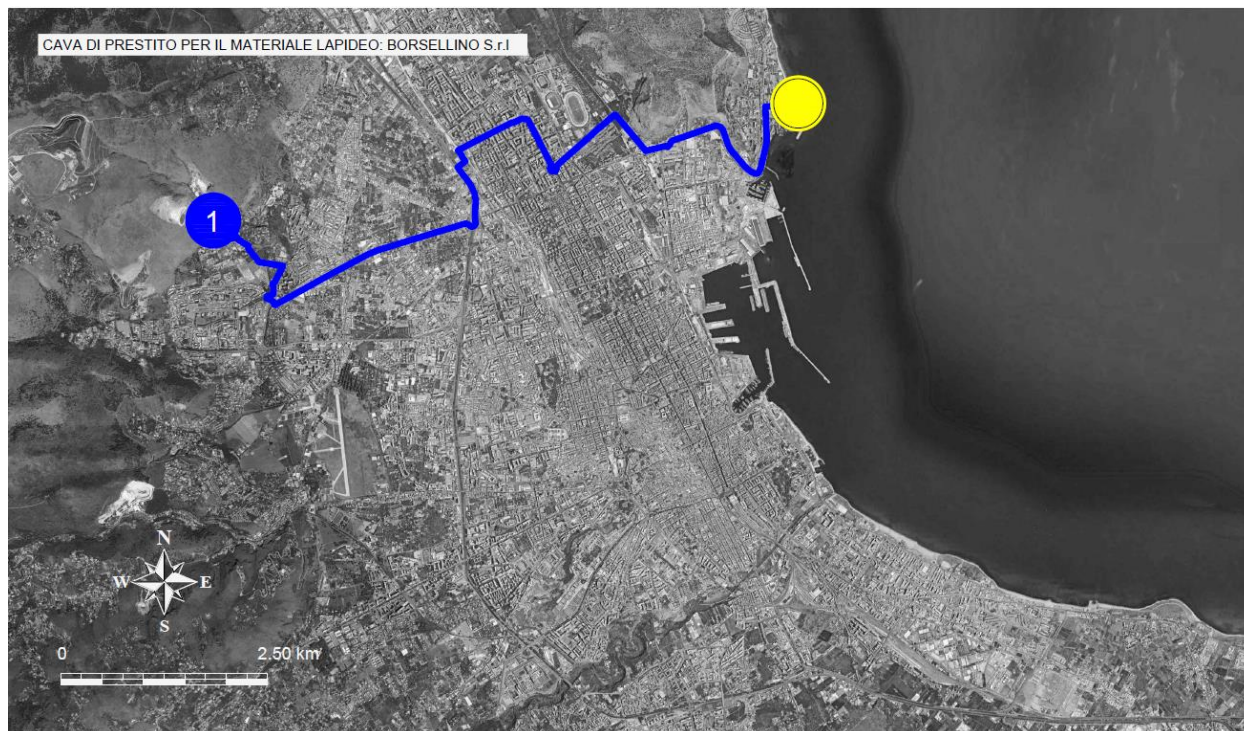 CAVA DI PRESTITO PER IL MATERIALE LAPIDEO: BORSELLINO S.r.l
1
N
W E
S
0 2.50 km